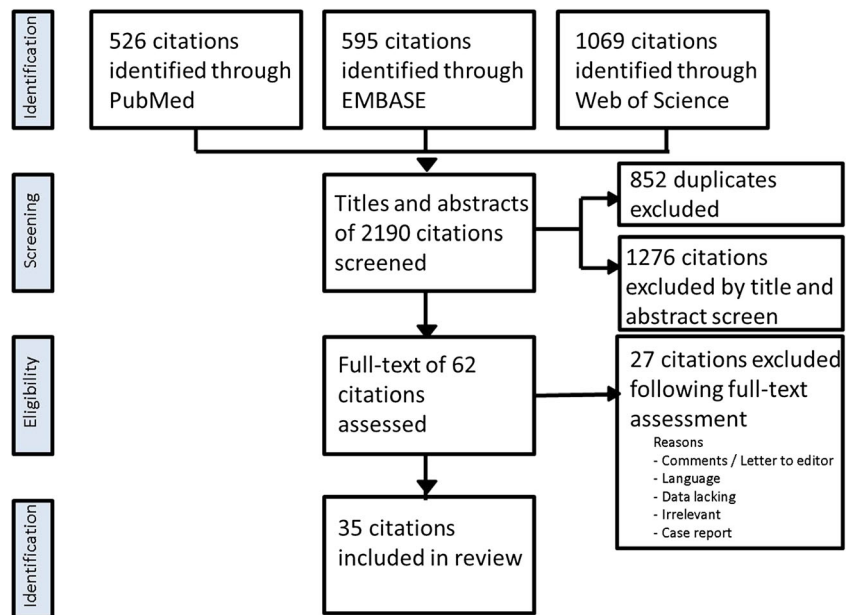 Identification
526 citations
identified through
PubMed
595 citations
identified through
EMBASE
1069 citations
identified through
Web of Science
Screening
Titles and abstracts
of 2190 citations
screened
852 duplicates
excluded
1276 citations
excluded by title and
abstract screen
Eligibility
Full-text of 62
citations
assessed
27 citations excluded
following full-text
assessment
Reasons
- Comments / Letter to editor
- Language
- Data lacking
- Irrelevant
- Case report
Identification
35 citations
included in review